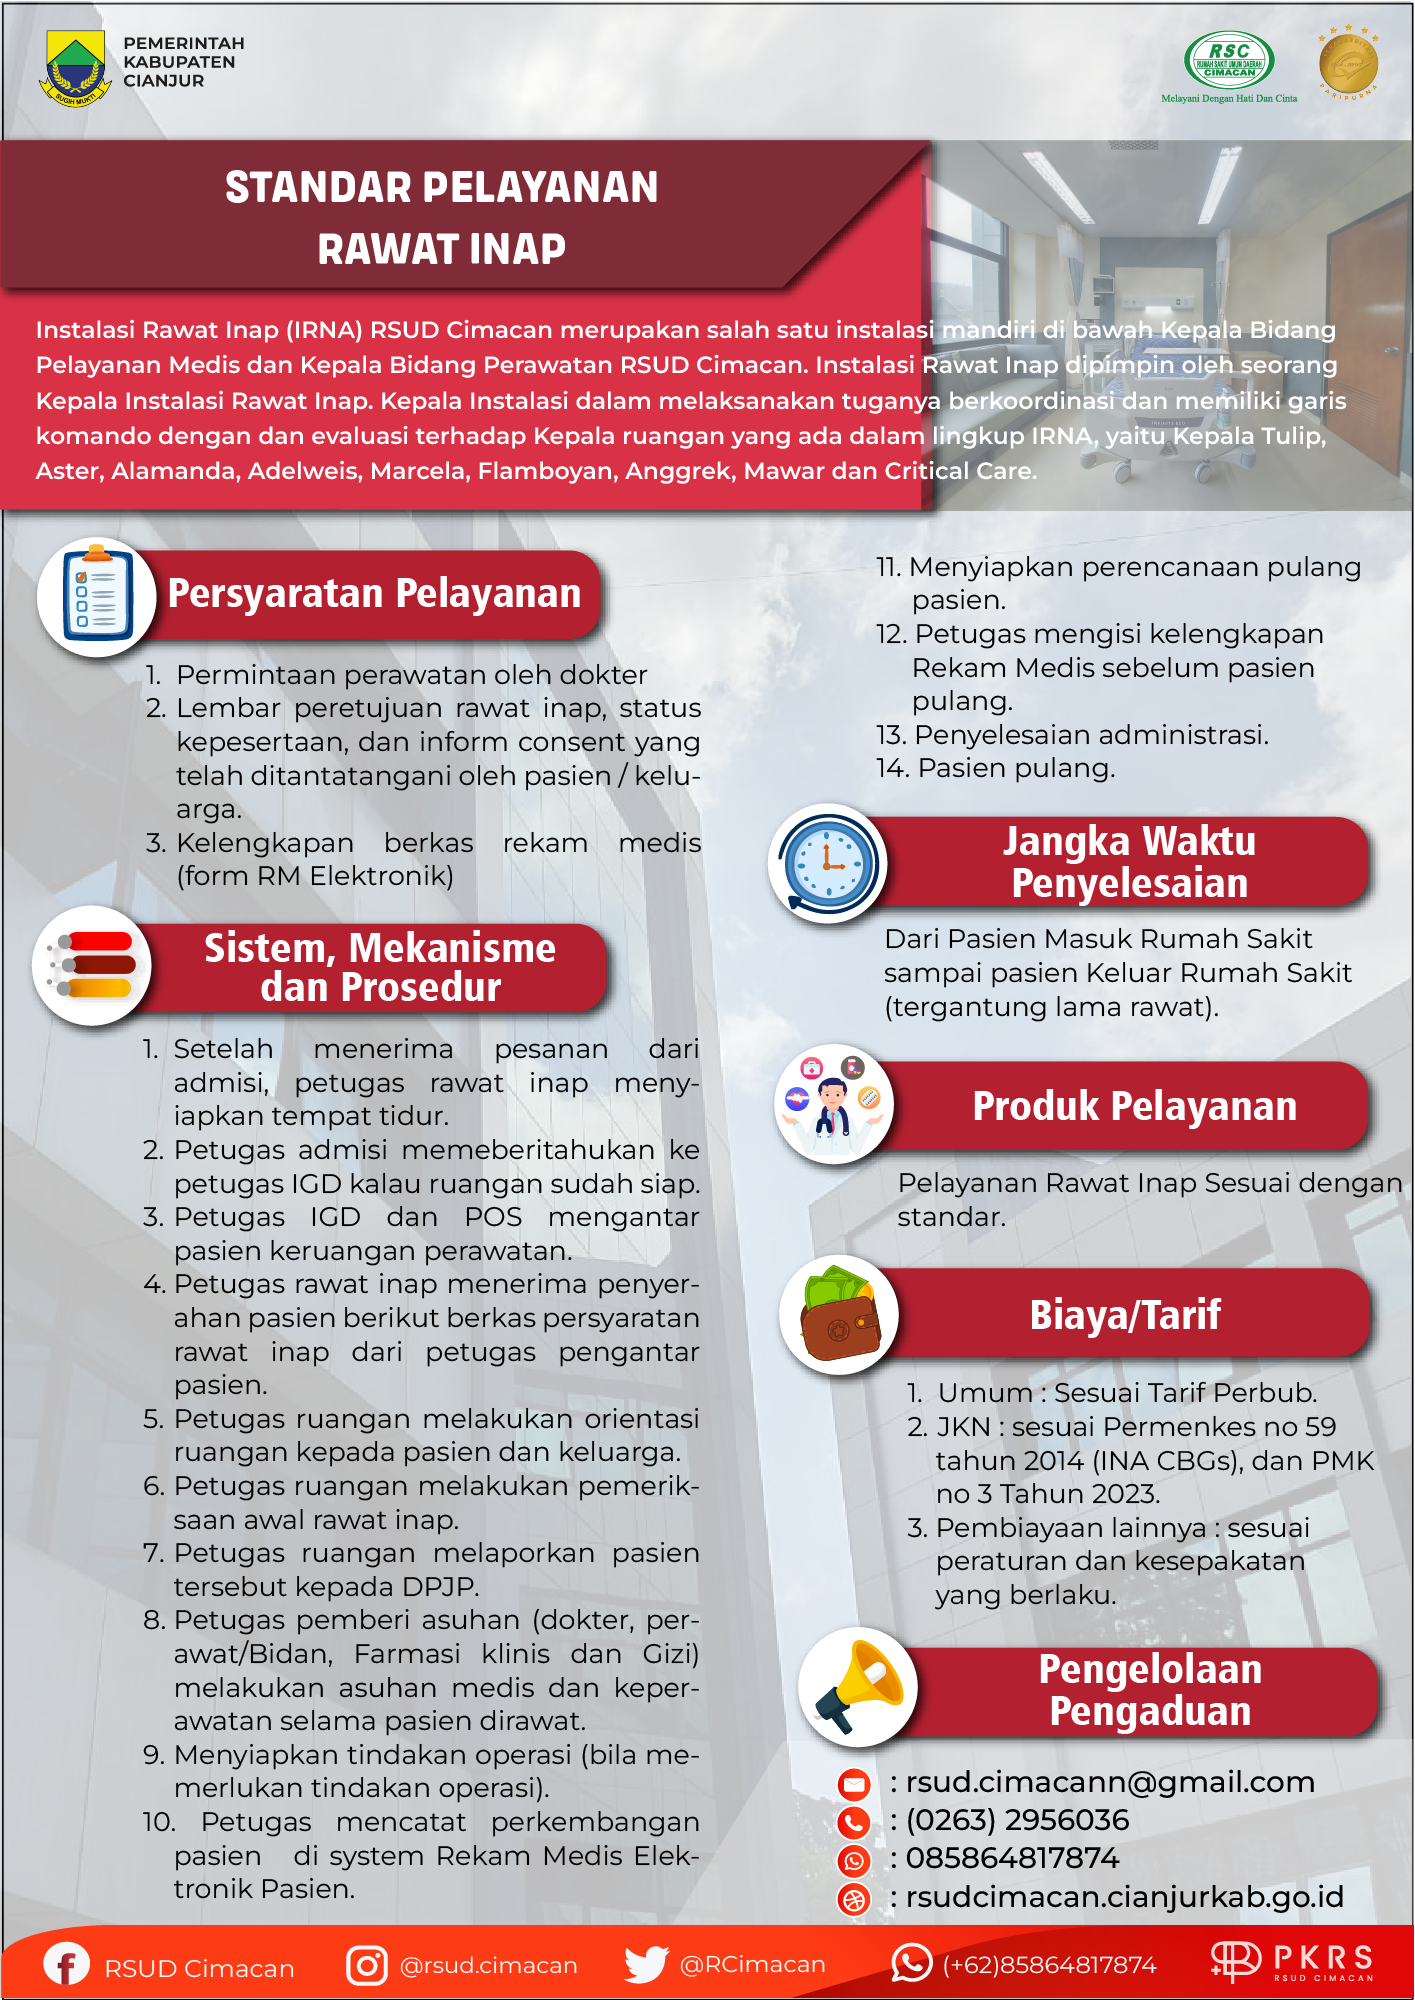 PEMERINTAH
KABUPATEN
CIANJUR
SUGIH MUKTI
RSC
RUMAH SAKIT UMUM DAERAH
CIMACAN
Melayani Dengan Hati Dan Cinta
PARIPURNA
STANDAR PELAYANAN
RAWAT INAP
Instalasi Rawat Inap (IRNA) RSUD Cimacan merupakan salah satu instalasi mandiri di bawah Kepala Bidang
Pelayanan Medis dan Kepala Bidang Perawatan RSUD Cimacan. Instalasi Rawat Inap dipimpin oleh seorang
Kepala Instalasi Rawat Inap. Kepala Instalasi dalam melaksanakan tuganya berkoordinasi dan memiliki garis
komando dengan dan evaluasi terhadap Kepala ruangan yang ada dalam lingkup IRNA, yaitu Kepala Tulip,
Aster, Alamanda, Adelweis, Marcela, Flamboyan, Anggrek, Mawar dan Critical Care.
Persyaratan Pelayanan
1. Permintaan perawatan oleh dokter
2. Lembar peretujuan rawat inap, status
kepesertaan, dan inform consent yang
telah ditantatangani oleh pasien / kelu-
arga.
3. Kelengkapan berkas rekam medis
(form RM Elektronik)
Sistem, Mekanisme
dan Prosedur
1. Setelah menerima pesanan dari
admisi, petugas rawat inap meny-
iapkan tempat tidur.
2. Petugas admisi memeberitahukan ke
petugas IGD kalau ruangan sudah siap.
3. Petugas IGD dan POS mengantar
pasien keruangan perawatan.
4. Petugas rawat inap menerima penyer-
ahan pasien berikut berkas persyaratan
rawat inap dari petugas pengantar
pasien.
5. Petugas ruangan melakukan orientasi
ruangan kepada pasien dan keluarga.
6. Petugas ruangan melakukan pemerik-
saan awal rawat inap.
7. Petugas ruangan melaporkan pasien
tersebut kepada DPJP.
8. Petugas pemberi asuhan (dokter, per-
awat/Bidan, Farmasi klinis dan Gizi)
melakukan asuhan medis dan keper-
awatan selama pasien dirawat.
9. Menyiapkan tindakan operasi (bila me-
merlukan tindakan operasi).
10. Petugas mencatat perkembangan
pasien di system Rekam Medis Elek-
tronik Pasien.
11. Menyiapkan perencanaan pulang
pasien.
12. Petugas mengisi kelengkapan
Rekam Medis sebelum pasien
pulang.
13. Penyelesaian administrasi.
14. Pasien pulang.
Jangka Waktu
Penyelesaian
Dari Pasien Masuk Rumah Sakit
sampai pasien Keluar Rumah Sakit
(tergantung lama rawat).
Produk Pelayanan
Pelayanan Rawat Inap Sesuai dengan
standar.
Biaya/Tarif
1. Umum : Sesuai Tarif Perbub.
2. JKN : sesuai Permenkes no 59
tahun 2014 (INA CBGs), dan PMK
no 3 Tahun 2023.
3. Pembiayaan lainnya : sesuai
peraturan dan kesepakatan
yang berlaku.
Pengelolaan
Pengaduan
: rsud.cimacann@gmail.com
: (0263) 2956036
: 085864817874
: rsudcimacan.cianjurkab.go.id
RSUD Cimacan
@rsud.cimacan
@RCimacan
(+62)85864817874
PKRS
RSUD CIMACAN